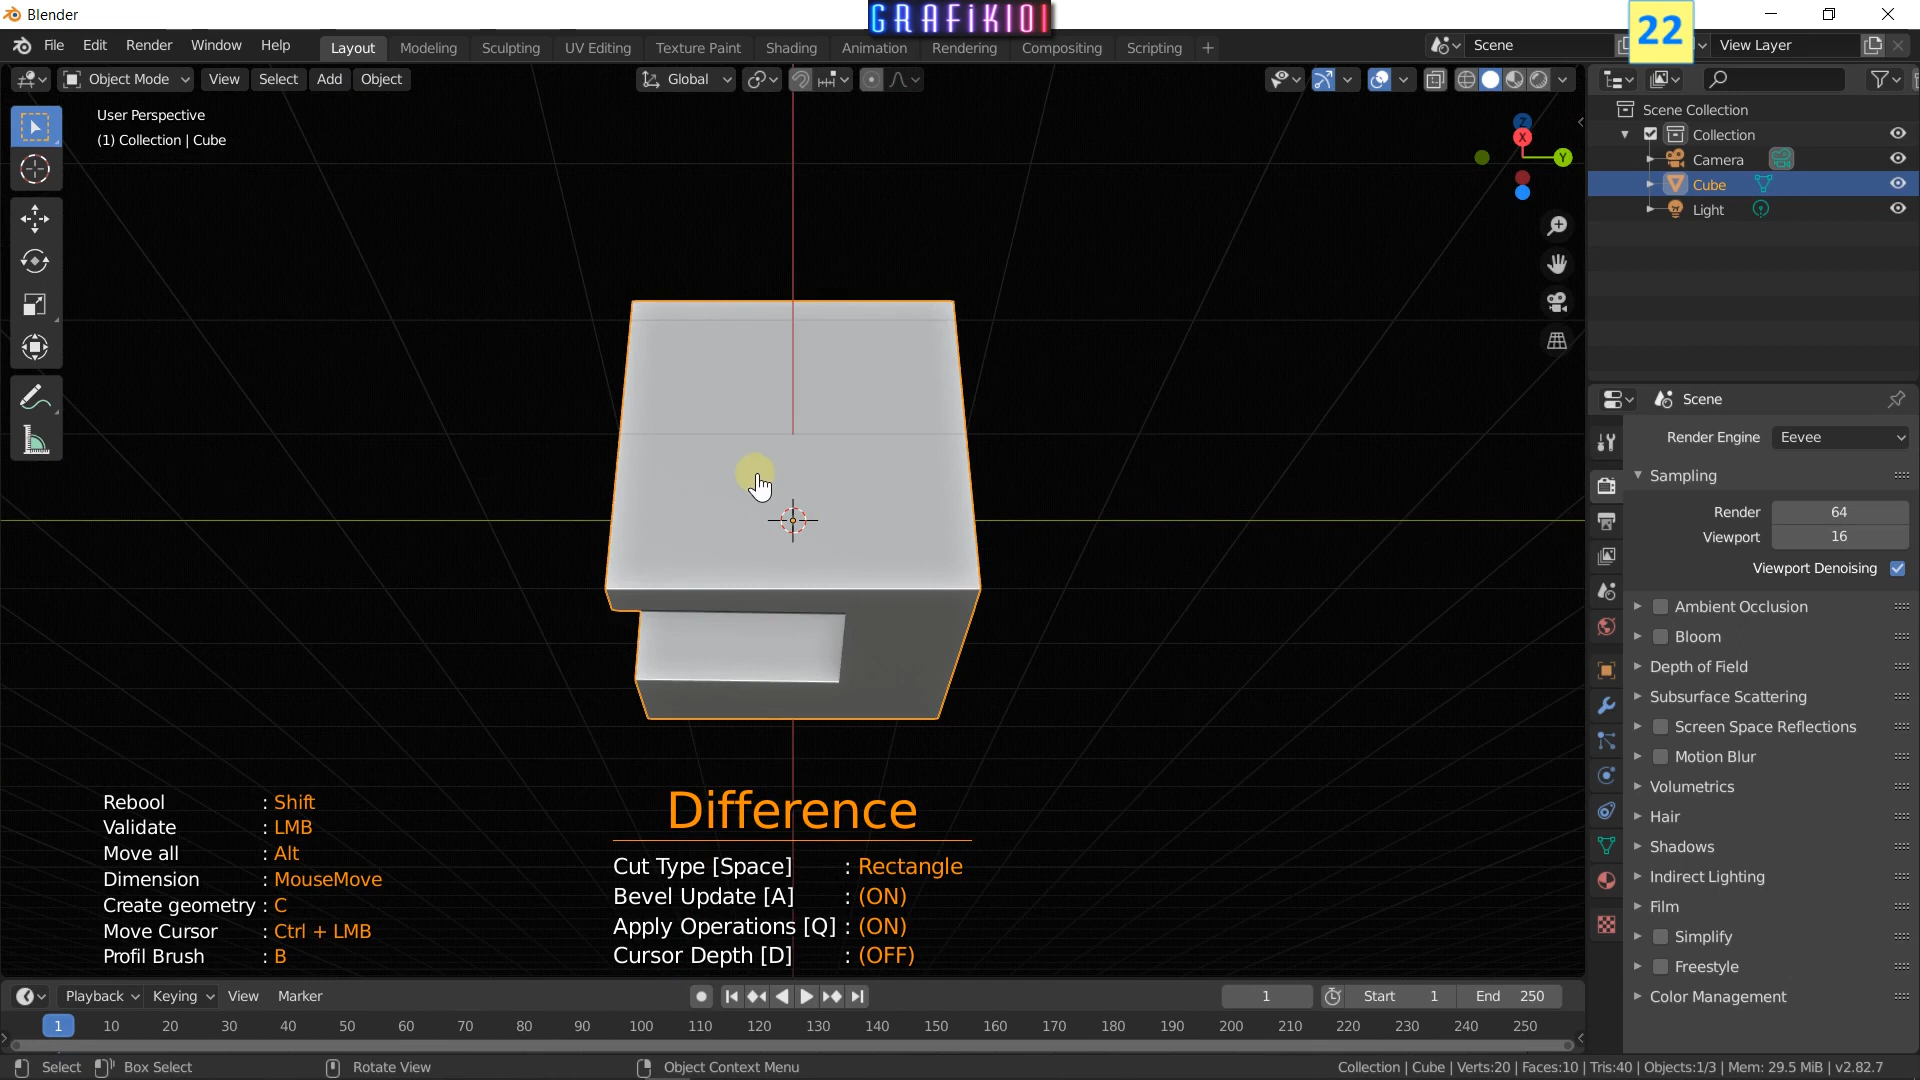 Blender
GRAFiK101
22
File Edit Render Window Help
Layout Modeling Sculpting UV Editing Texture Paint Shading Animation Rendering Compositing Scripting +
Scene
View Layer
Object Mode View Select Add Object
Global
User Perspective
(1) Collection | Cube
Z
X
Y
Scene Collection
Collection
Camera
Cube
Light
Scene
Render Engine Eevee
Sampling
Render 64
Viewport 16
Viewport Denoising
Ambient Occlusion
Bloom
Depth of Field
Subsurface Scattering
Screen Space Reflections
Motion Blur
Volumetrics
Hair
Shadows
Indirect Lighting
Film
Simplify
Freestyle
Color Management
Rebool : Shift
Validate : LMB
Move all : Alt
Dimension : MouseMove
Create geometry : C
Move Cursor : Ctrl + LMB
Profil Brush : B
Difference
Cut Type [Space] : Rectangle
Bevel Update [A] : (ON)
Apply Operations [Q] : (ON)
Cursor Depth [D] : (OFF)
Playback Keying View Marker
1 Start 1 End 250
1 10 20 30 40 50 60 70 80 90 100 110 120 130 140 150 160 170 180 190 200 210 220 230 240 250
Select Box Select Rotate View Object Context Menu
Collection | Cube | Verts:20 | Faces:10 | Tris:40 | Objects:1/3 | Mem: 29.5 MiB | v2.82.7